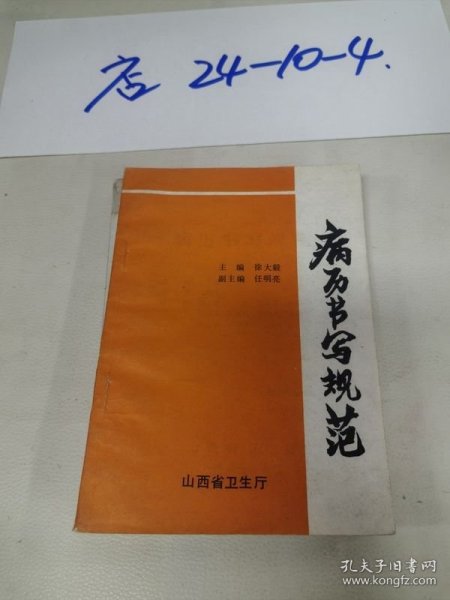 店 24-10-4.
主编 徐大毅
副主编 任明亮
病历书写规范
山西省卫生厅
孔夫子旧书网
www.kongfz.com